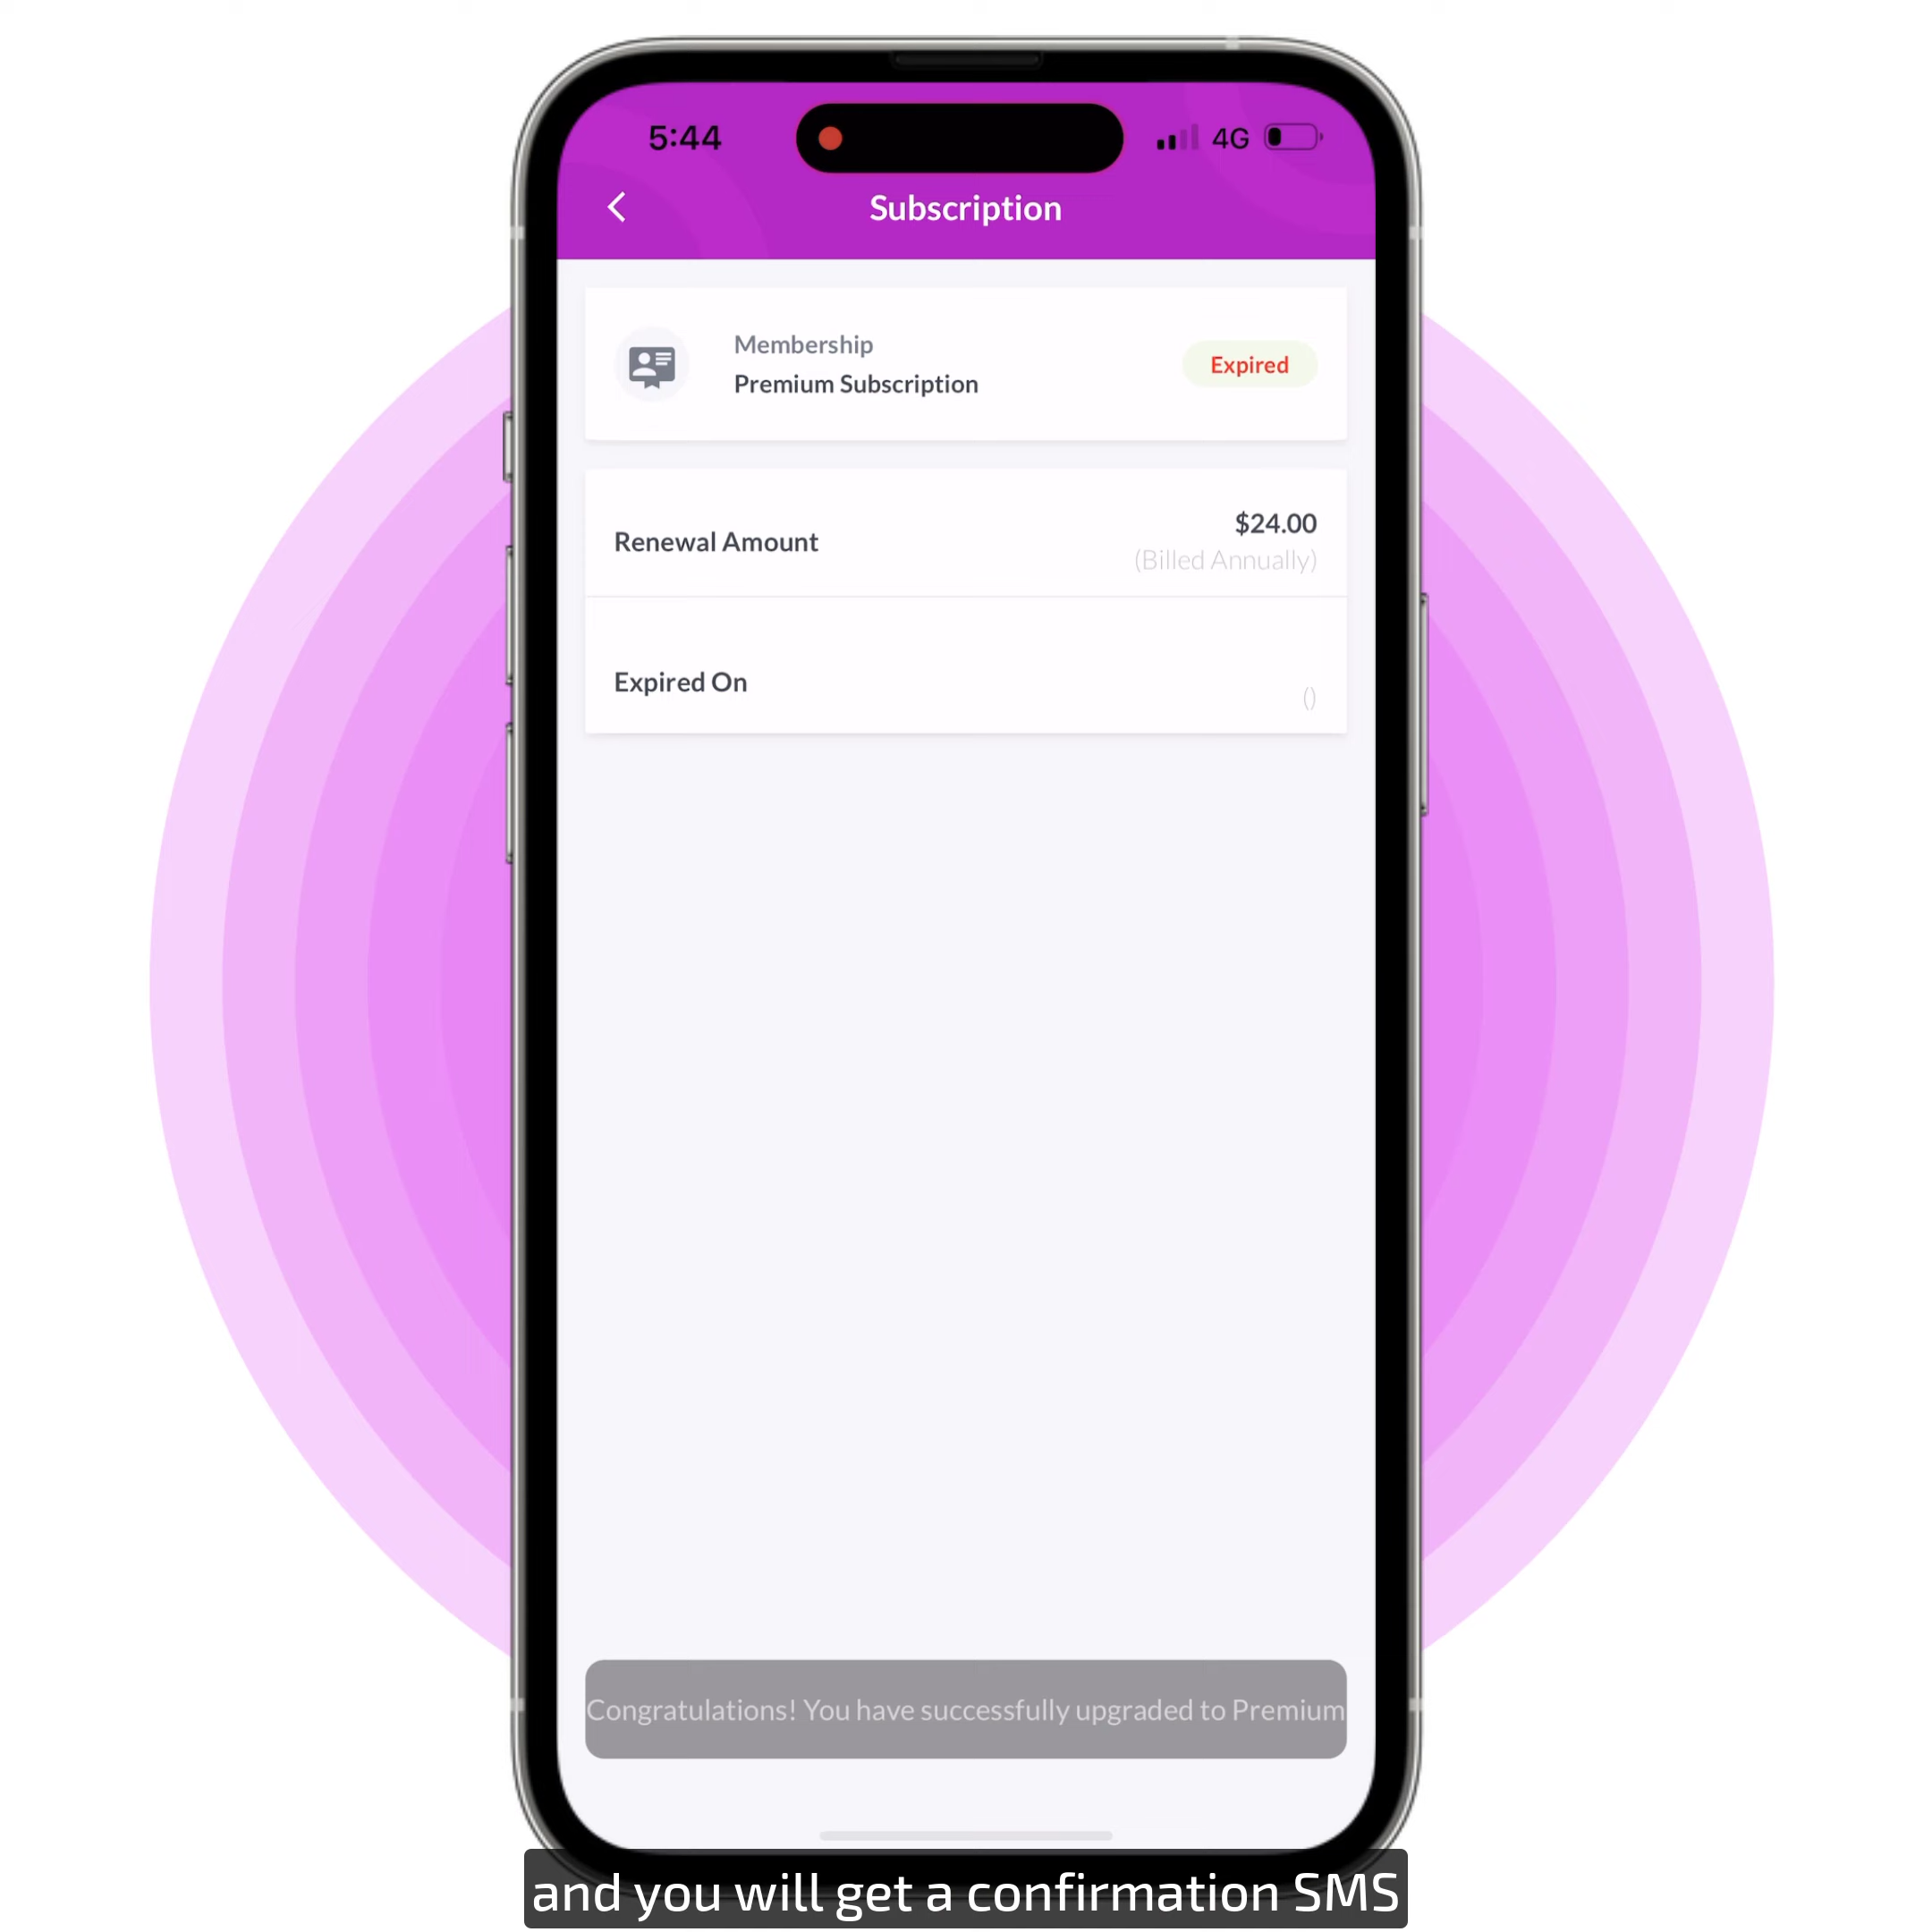 5:44
4G
Subscription
Membership
Premium Subscription
Expired
Renewal Amount
$24.00
(Billed Annually)
Expired On
()
Congratulations! You have successfully upgraded to Premium
and you will get a confirmation SMS